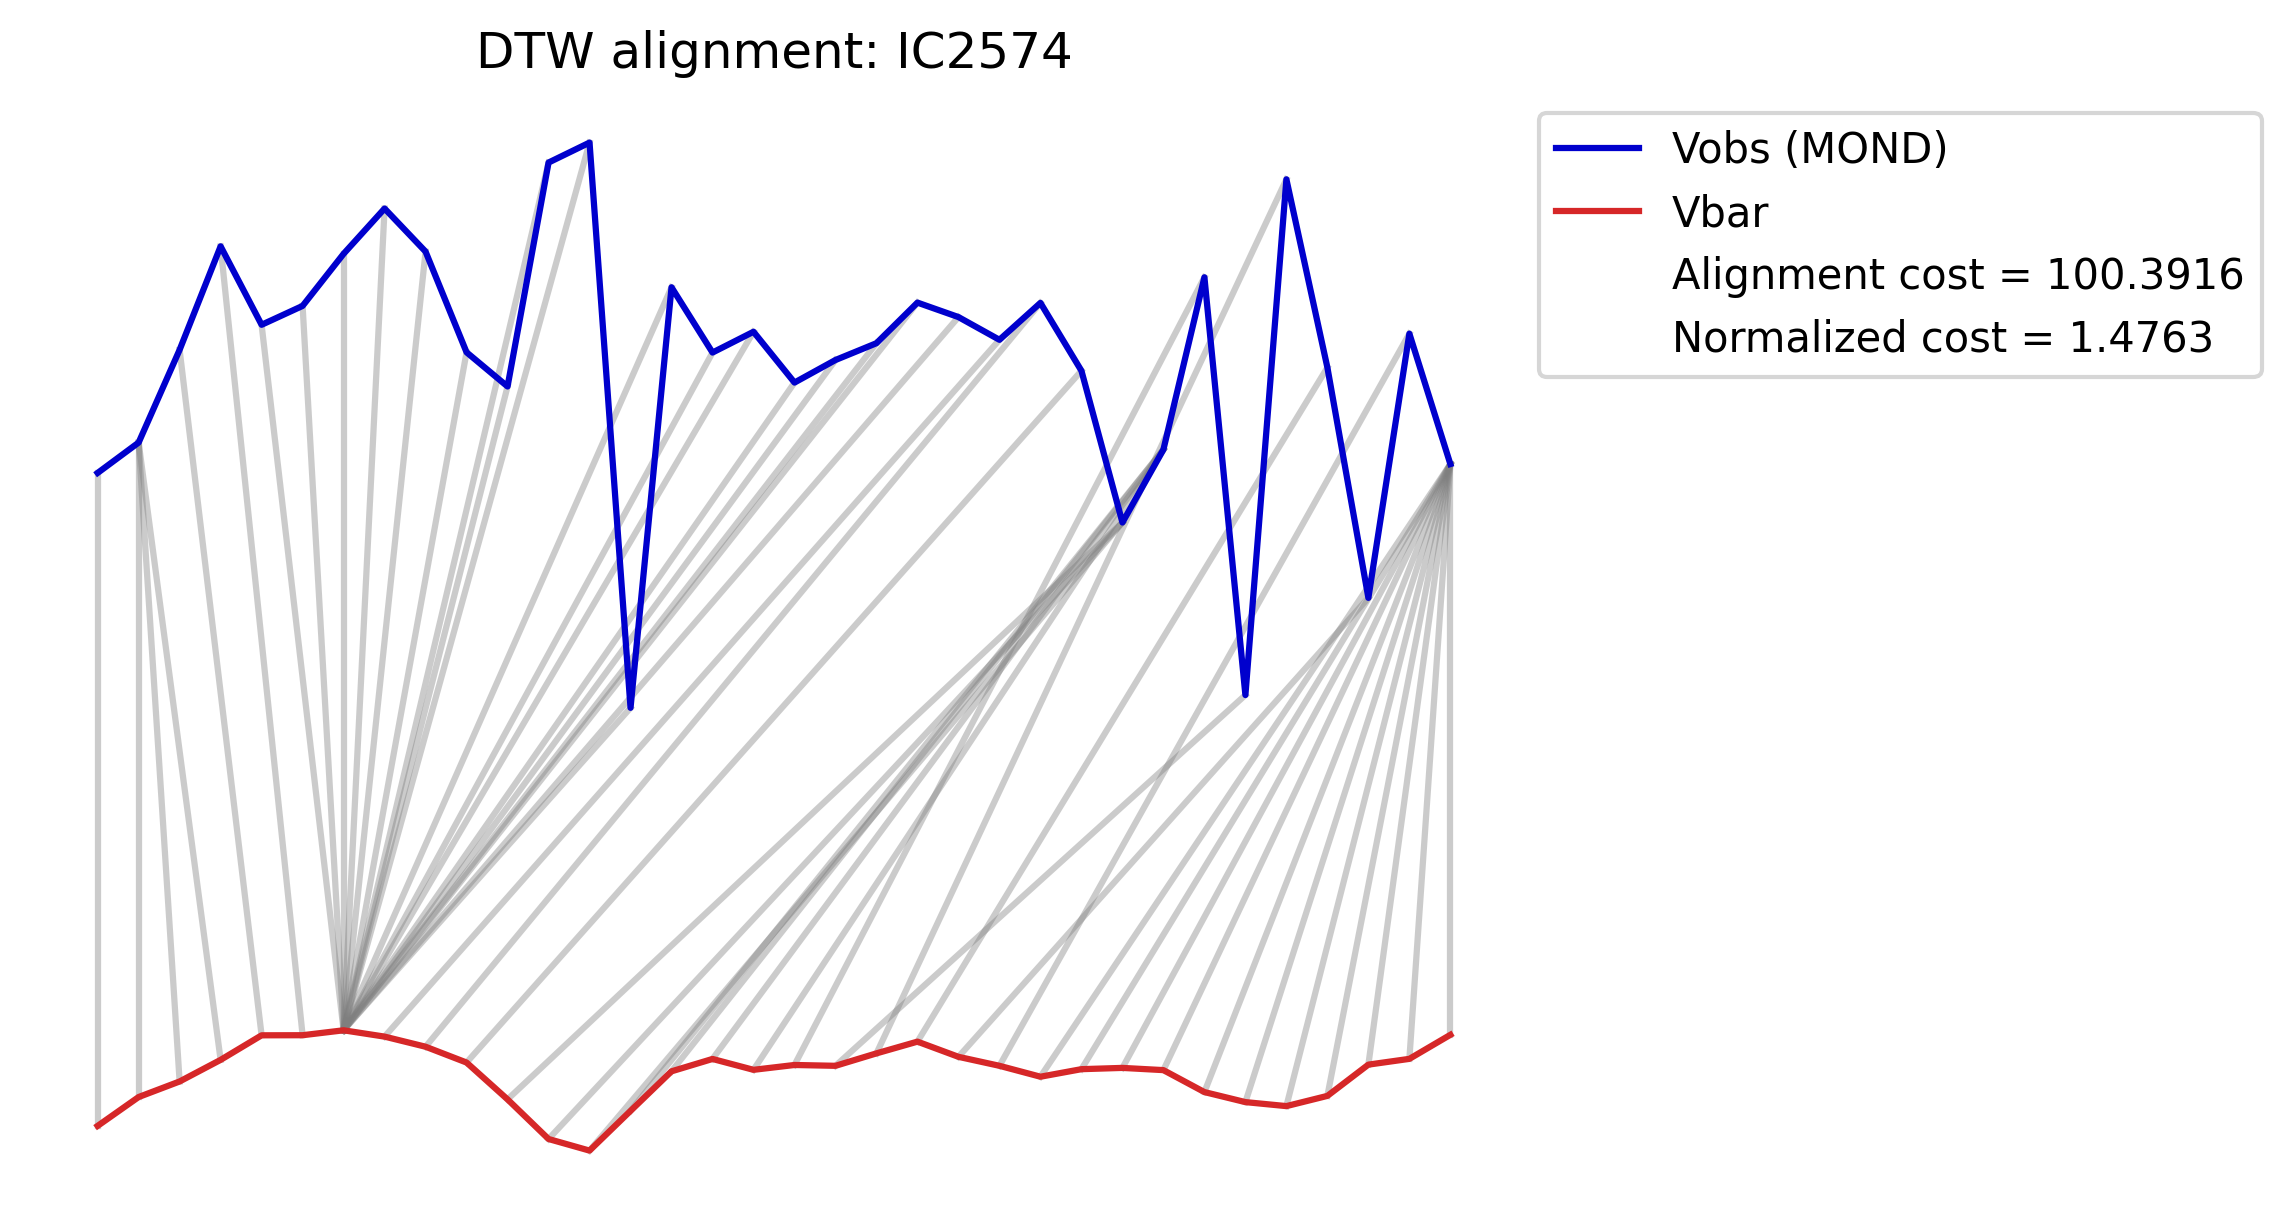 DTW alignment: IC2574
Vobs (MOND)
Vbar
Alignment cost = 100.3916
Normalized cost = 1.4763